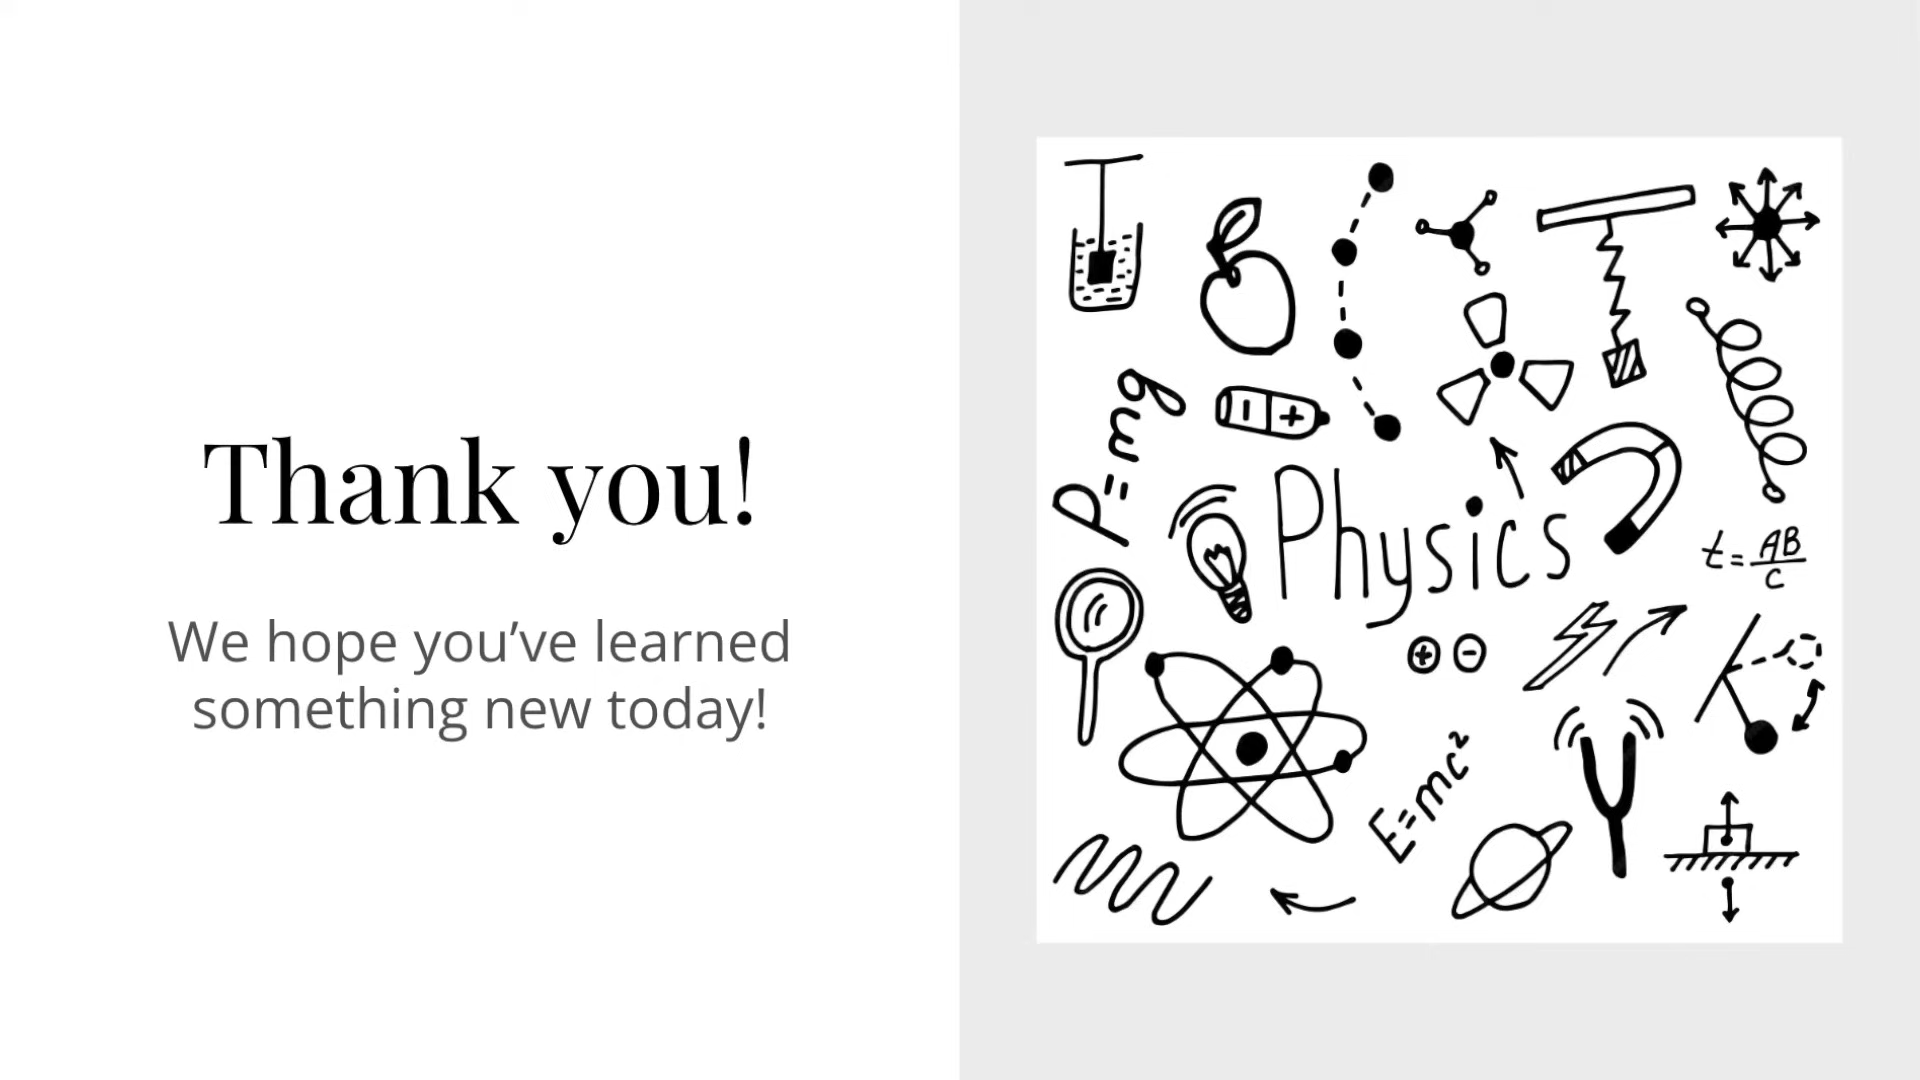 Thank you!
We hope you’ve learned
something new today!
P=mg
- +
Physics
t=AB/C
+ -
E=mc²